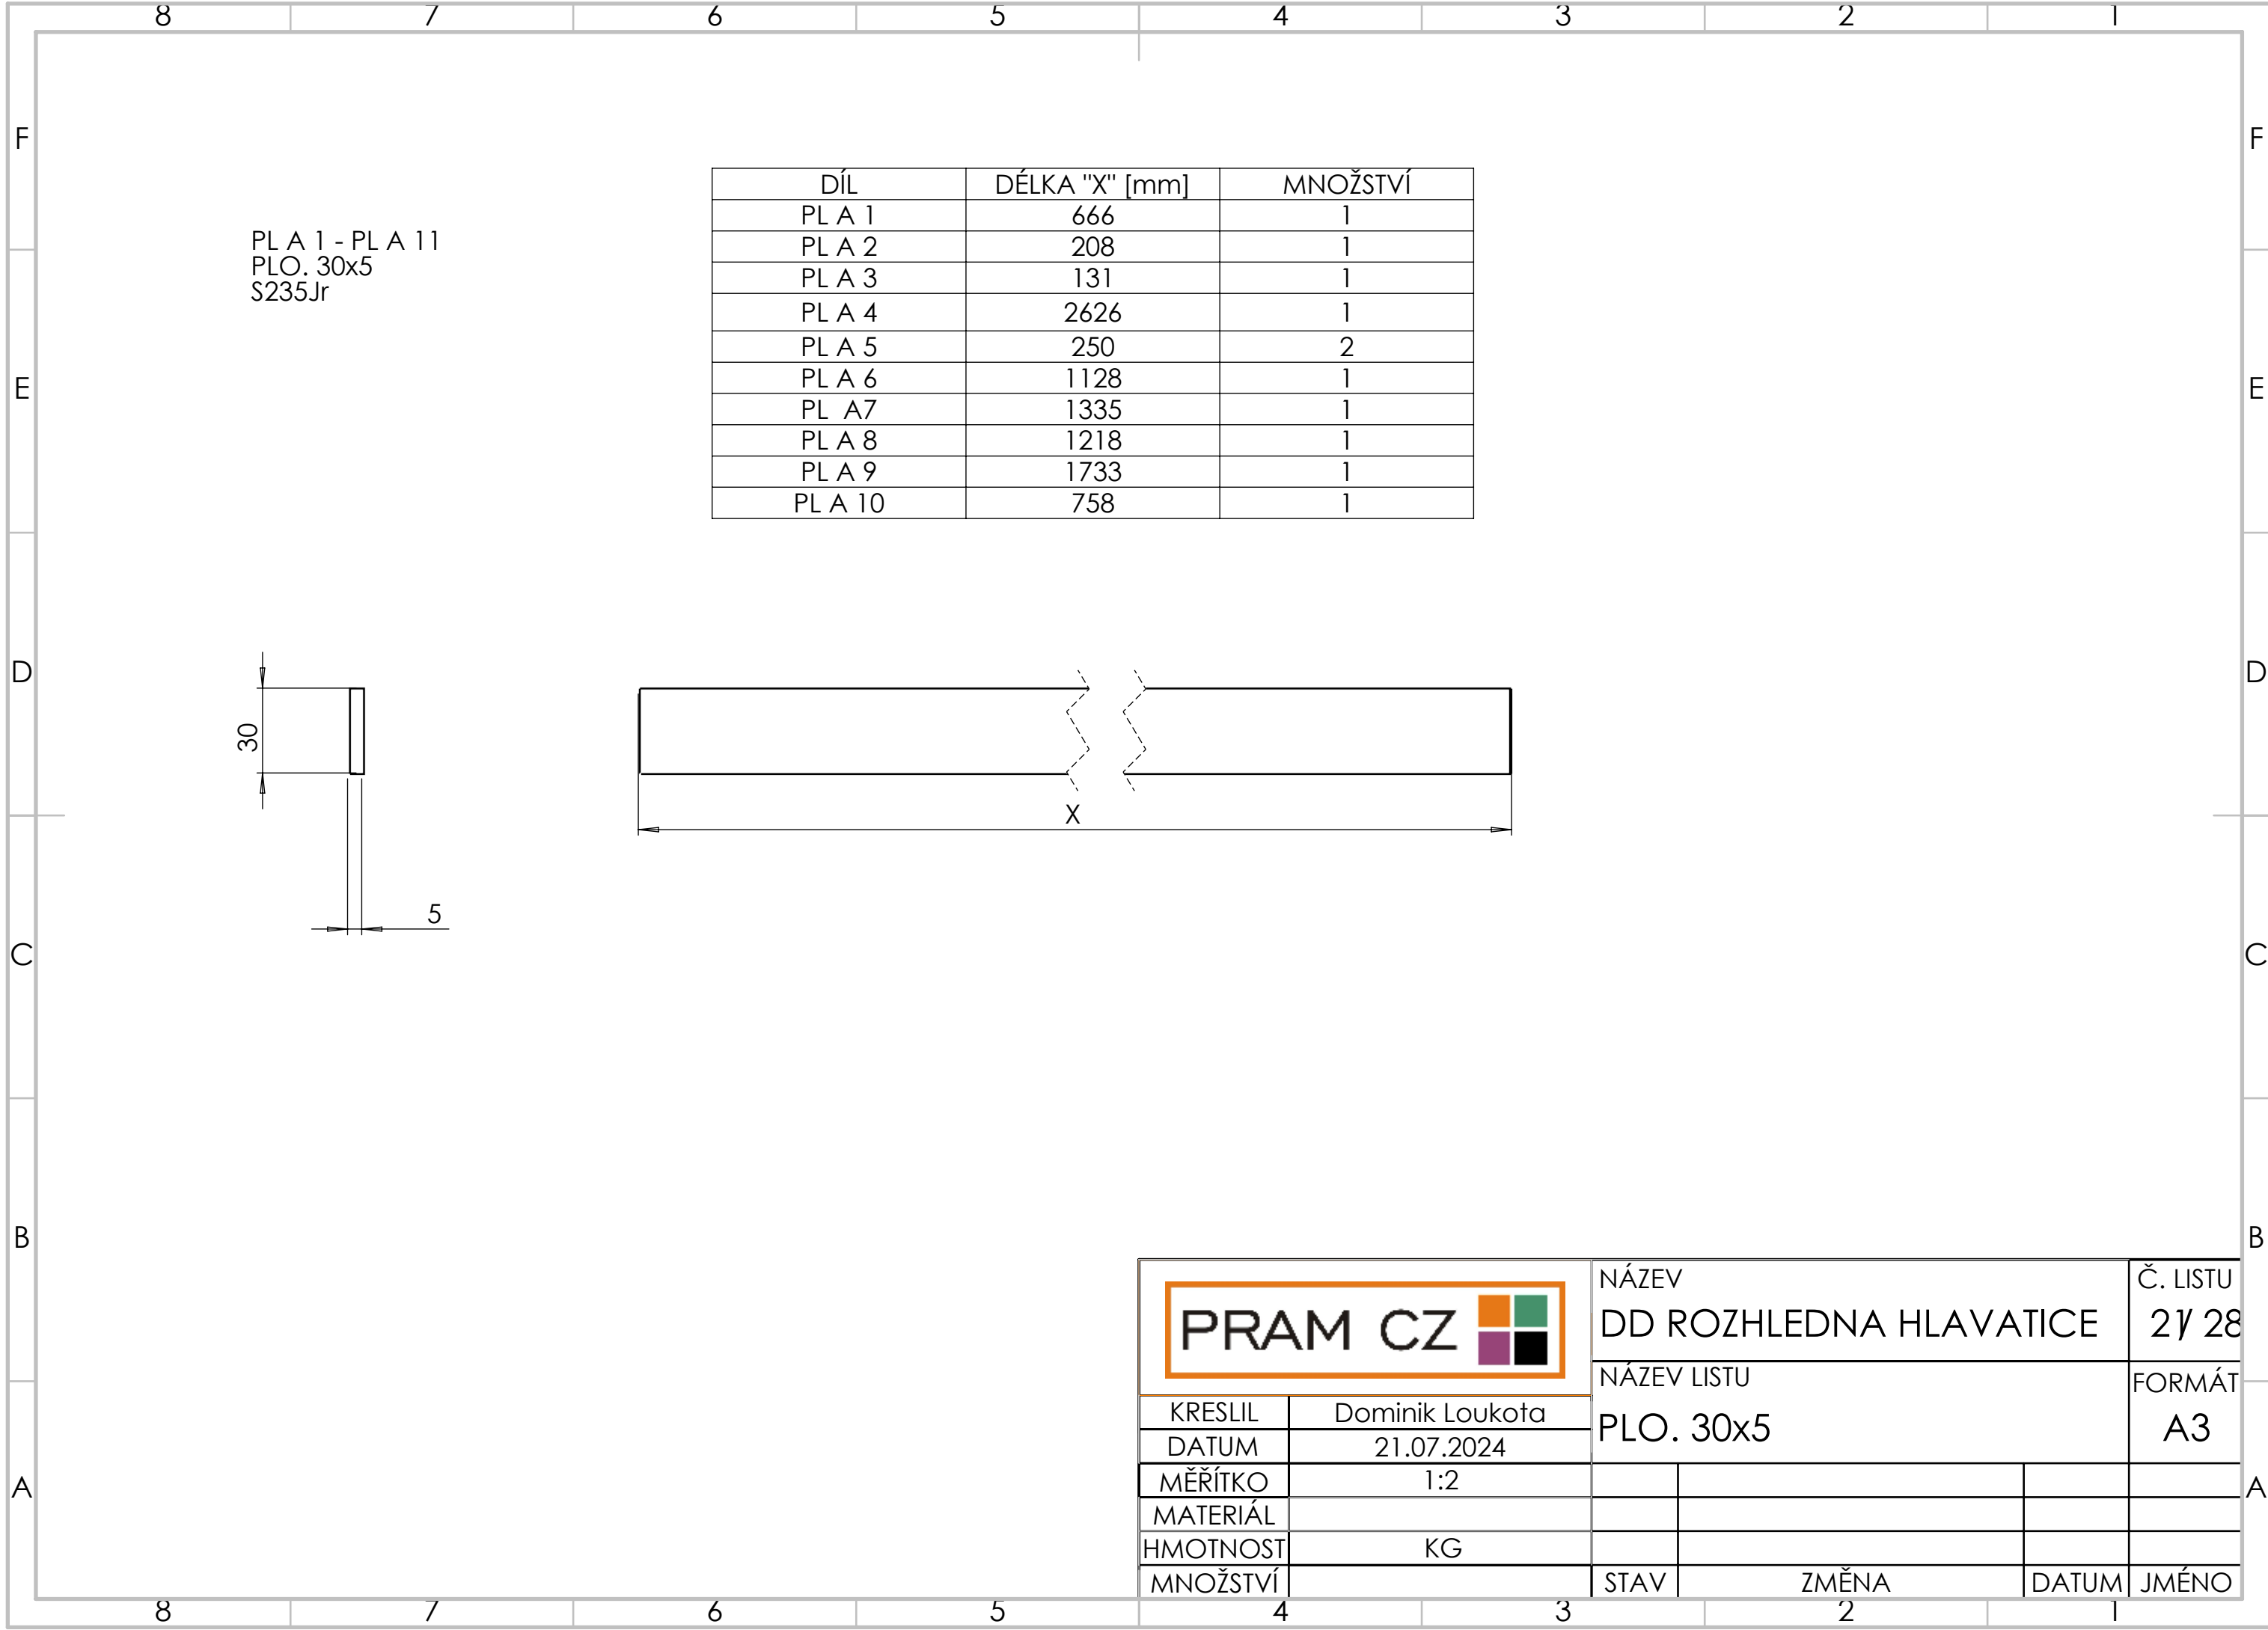 8 7 6 5 4 3 2 1
F F
E E
D D
C C
B B
A A
PL A 1 - PL A 11
PLO. 30x5
S235Jr
DÍL DÉLKA "X" [mm] MNOŽSTVÍ
PL A 1 666 1
PL A 2 208 1
PL A 3 131 1
PL A 4 2626 1
PL A 5 250 2
PL A 6 1128 1
PL  A7 1335 1
PL A 8 1218 1
PL A 9 1733 1
PL A 10 758 1
30
5
X
PRAM CZ
NÁZEV
DD ROZHLEDNA HLAVATICE
Č. LISTU
21/ 28
NÁZEV LISTU
PLO. 30x5
FORMÁT
A3
KRESLIL Dominik Loukota
DATUM 21.07.2024
MĚŘÍTKO 1:2
MATERIÁL
HMOTNOST KG
MNOŽSTVÍ
STAV ZMĚNA DATUM JMÉNO
8 7 6 5 4 3 2 1